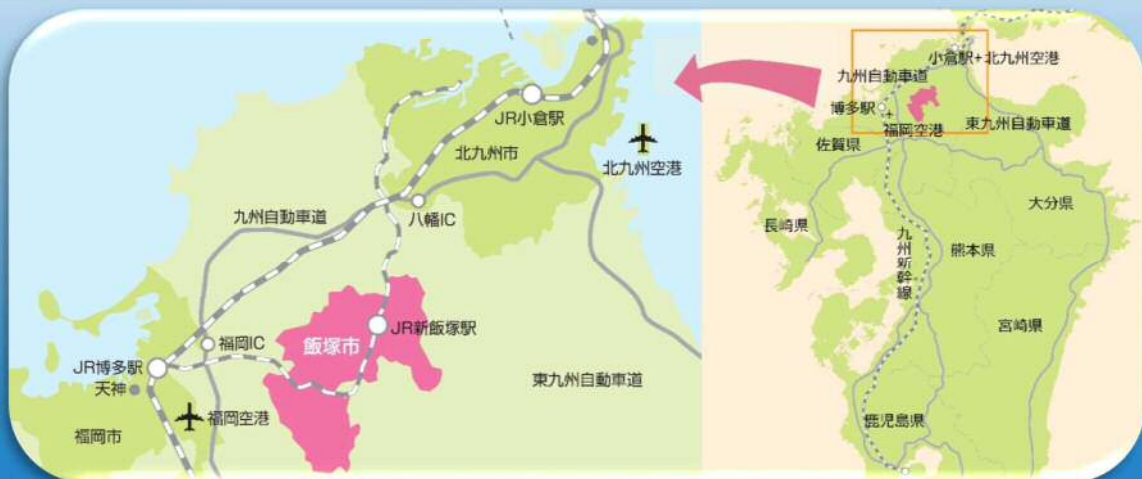 JR小倉駅
北九州市
北九州空港
九州自動車道
八幡IC
JR新飯塚駅
飯塚市
福岡IC
JR博多駅
天神
東九州自動車道
福岡空港
福岡市
小倉駅+北九州空港
九州自動車道
博多駅
福岡空港
東九州自動車道
佐賀県
大分県
長崎県
九州新幹線
熊本県
宮崎県
鹿児島県